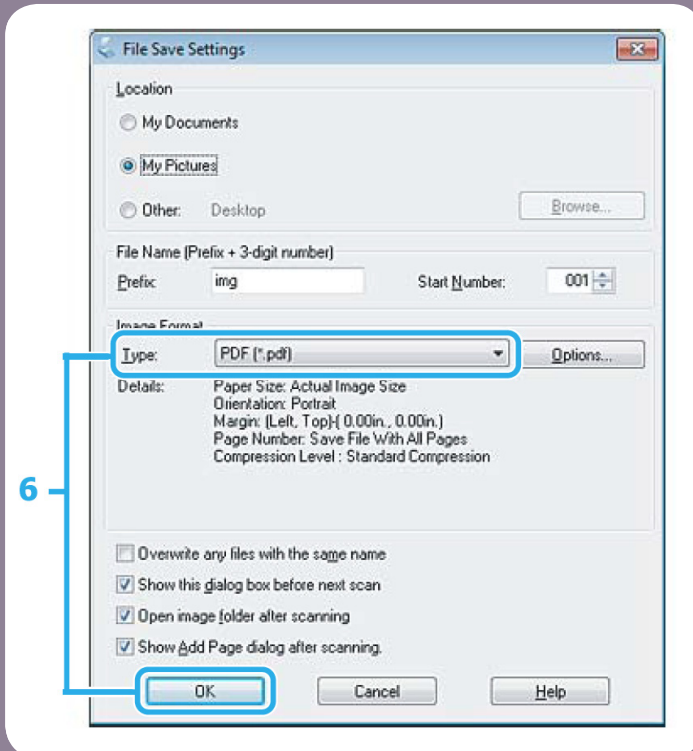 File Save Settings
Location
My Documents
My Pictures
Other: Desktop Browse...
File Name (Prefix + 3-digit number)
Prefix: img Start Number: 001
Image Format
Type: PDF (*.pdf) Options...
Details: Paper Size: Actual Image Size
Orientation: Portrait
Margin: (Left, Top)-( 0.00in., 0.00in.)
Page Number: Save File With All Pages
Compression Level : Standard Compression
6
Overwrite any files with the same name
Show this dialog box before next scan
Open image folder after scanning
Show Add Page dialog after scanning.
OK Cancel Help